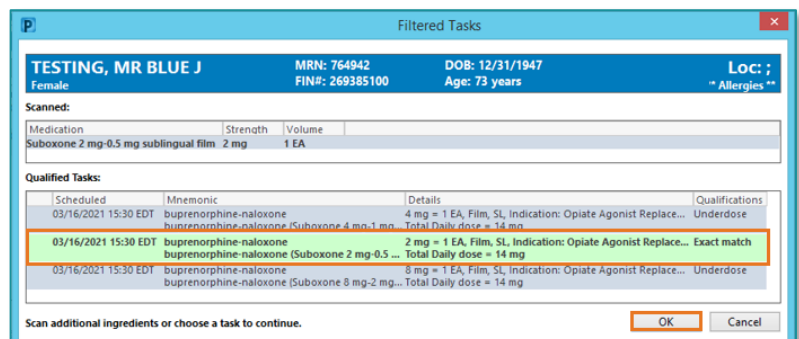 P
Filtered Tasks
×
TESTING, MR BLUE J MRN: 764942 DOB: 12/31/1947 Loc: ;
Female FIN#: 269385100 Age: 73 years ** Allergies **
Scanned:
Medication Strength Volume
Suboxone 2 mg-0.5 mg sublingual film 2 mg 1 EA
Qualified Tasks:
Scheduled Mnemonic Details Qualifications
03/16/2021 15:30 EDT buprenorphine-naloxone 4 mg = 1 EA, Film, SL, Indication: Opiate Agonist Replace... Underdose
buprenorphine-naloxone (Suboxone 4 mg-1 mg... Total Daily dose = 14 mg
03/16/2021 15:30 EDT buprenorphine-naloxone 2 mg = 1 EA, Film, SL, Indication: Opiate Agonist Replace... Exact match
buprenorphine-naloxone (Suboxone 2 mg-0.5 ... Total Daily dose = 14 mg
03/16/2021 15:30 EDT buprenorphine-naloxone 8 mg = 1 EA, Film, SL, Indication: Opiate Agonist Replace... Underdose
buprenorphine-naloxone (Suboxone 8 mg-2 mg... Total Daily dose = 14 mg
Scan additional ingredients or choose a task to continue. OK Cancel